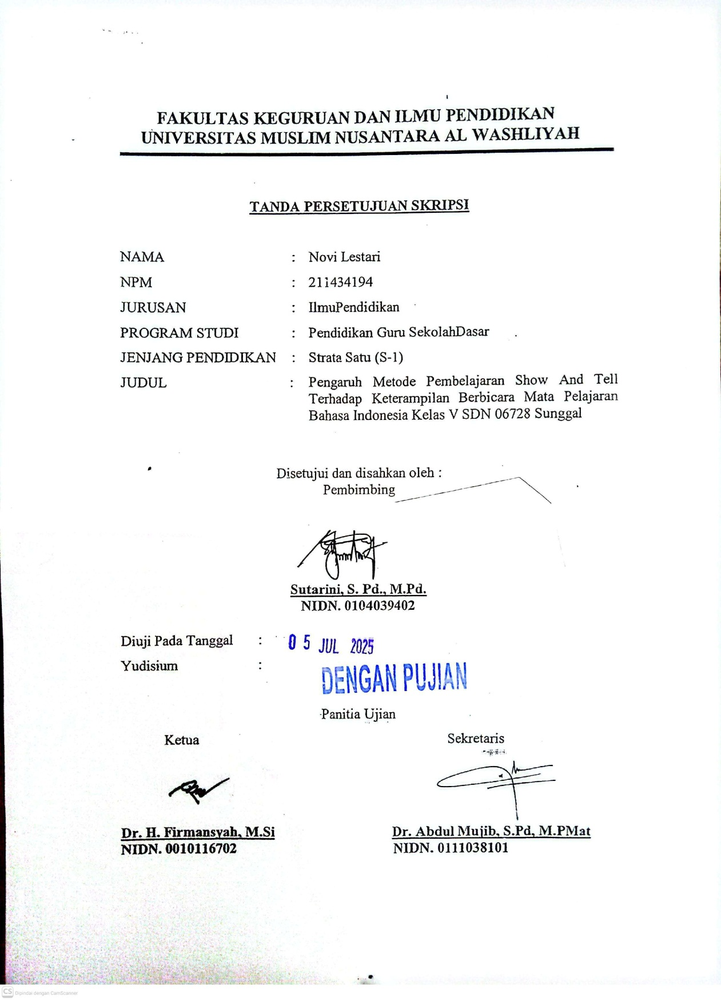 FAKULTAS KEGURUAN DAN ILMU PENDIDIKAN
UNIVERSITAS MUSLIM NUSANTARA AL WASHLIYAH
TANDA PERSETUJUAN SKRIPSI
NAMA : Novi Lestari
NPM : 211434194
JURUSAN : IlmuPendidikan
PROGRAM STUDI : Pendidikan Guru SekolahDasar
JENJANG PENDIDIKAN : Strata Satu (S-1)
JUDUL : Pengaruh Metode Pembelajaran Show And Tell
Terhadap Keterampilan Berbicara Mata Pelajaran
Bahasa Indonesia Kelas V SDN 06728 Sunggal
Disetujui dan disahkan oleh :
Pembimbing
Sutarini, S. Pd., M.Pd.
NIDN. 0104039402
Diuji Pada Tanggal : 05 JUL 2025
Yudisium : DENGAN PUJIAN
Panitia Ujian
Ketua Sekretaris
Dr. H. Firmansyah, M.Si Dr. Abdul Mujib, S.Pd, M.PMat
NIDN. 0010116702 NIDN. 0111038101
CS Dipindai dengan CamScanner